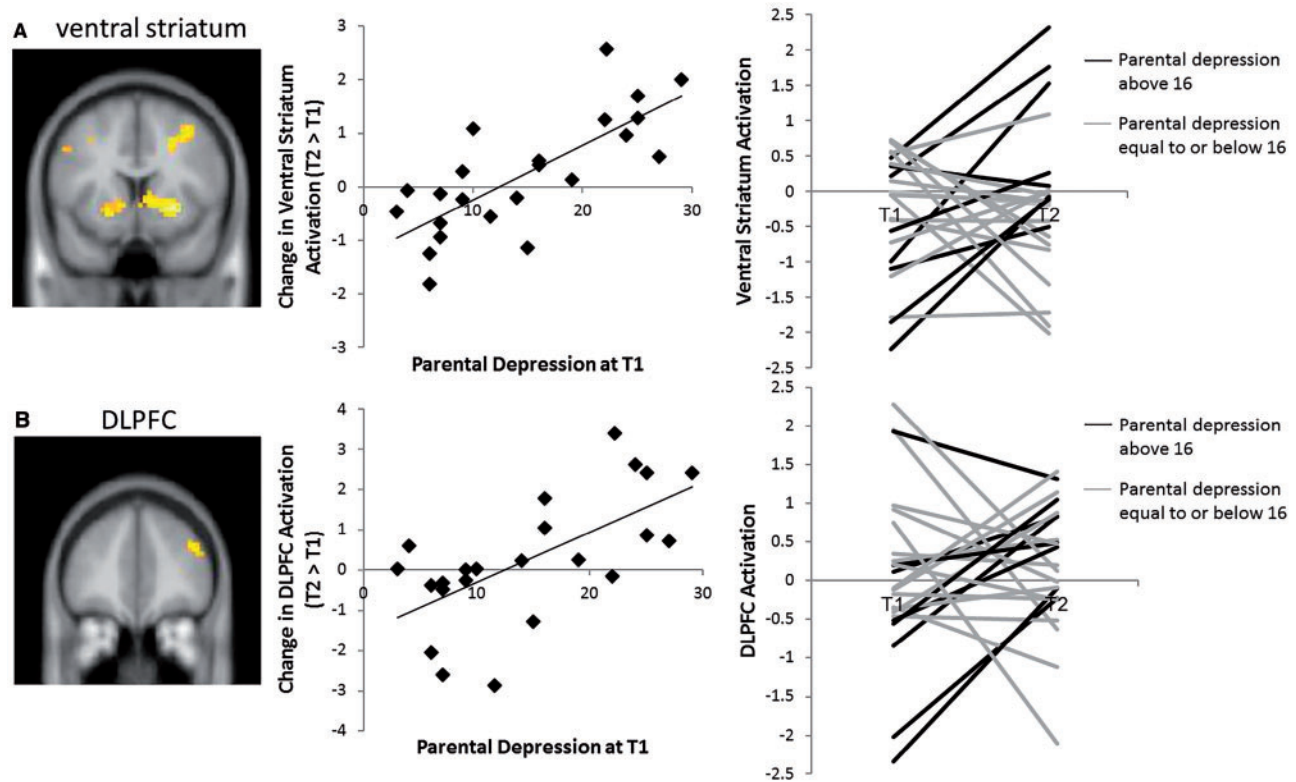 A ventral striatum
Change in Ventral Striatum
Activation (T2 > T1)
3
2
1
0
-1
-2
-3
0
10
20
30
Parental Depression at T1
Ventral Striatum Activation
2.5
2
1.5
1
0.5
0
-0.5
-1
-1.5
-2
-2.5
T1
T2
Parental depression
above 16
Parental depression
equal to or below 16
B DLPFC
Change in DLPFC Activation
(T2 > T1)
4
3
2
1
0
-1
-2
-3
-4
0
10
20
30
Parental Depression at T1
DLPFC Activation
2.5
2
1.5
1
0.5
0
-0.5
-1
-1.5
-2
-2.5
T1
T2
Parental depression
above 16
Parental depression
equal to or below 16